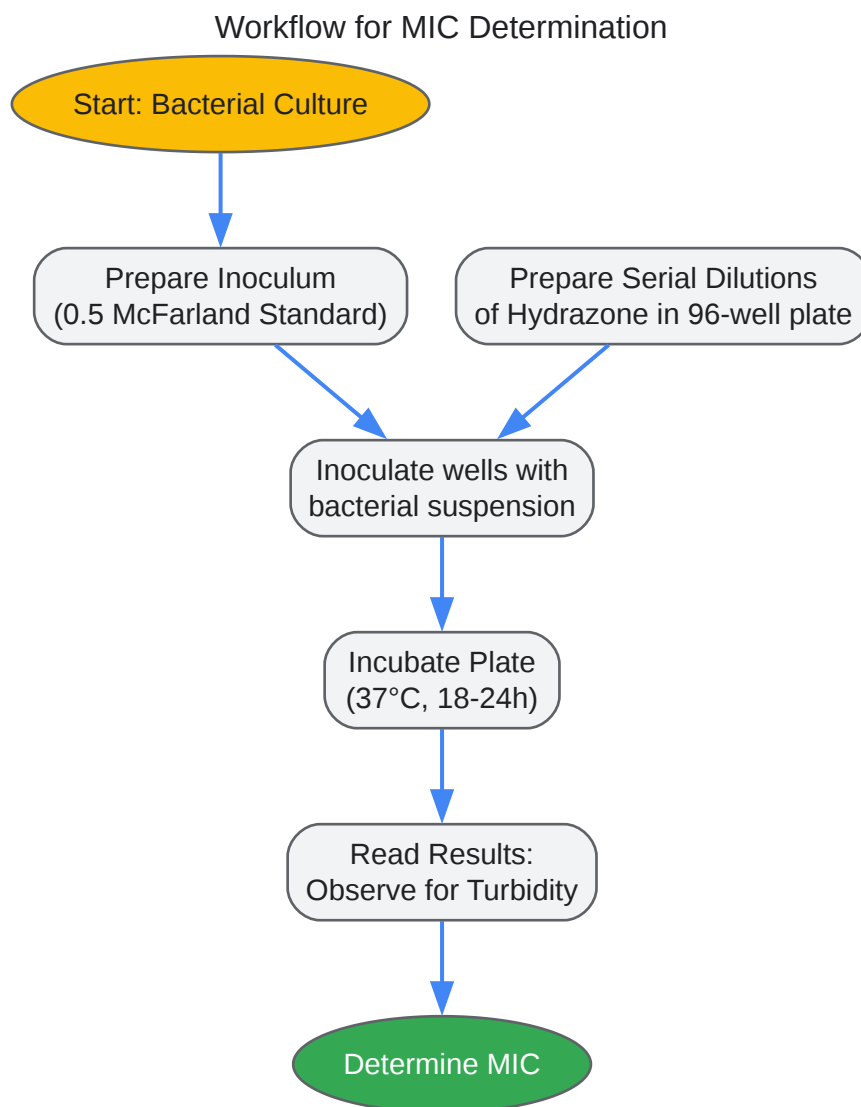 Workflow for MIC Determination
Start: Bacterial Culture
Prepare Inoculum
(0.5 McFarland Standard)
Prepare Serial Dilutions
of Hydrazone in 96-well plate
Inoculate wells with
bacterial suspension
Incubate Plate
(37°C, 18-24h)
Read Results:
Observe for Turbidity
Determine MIC